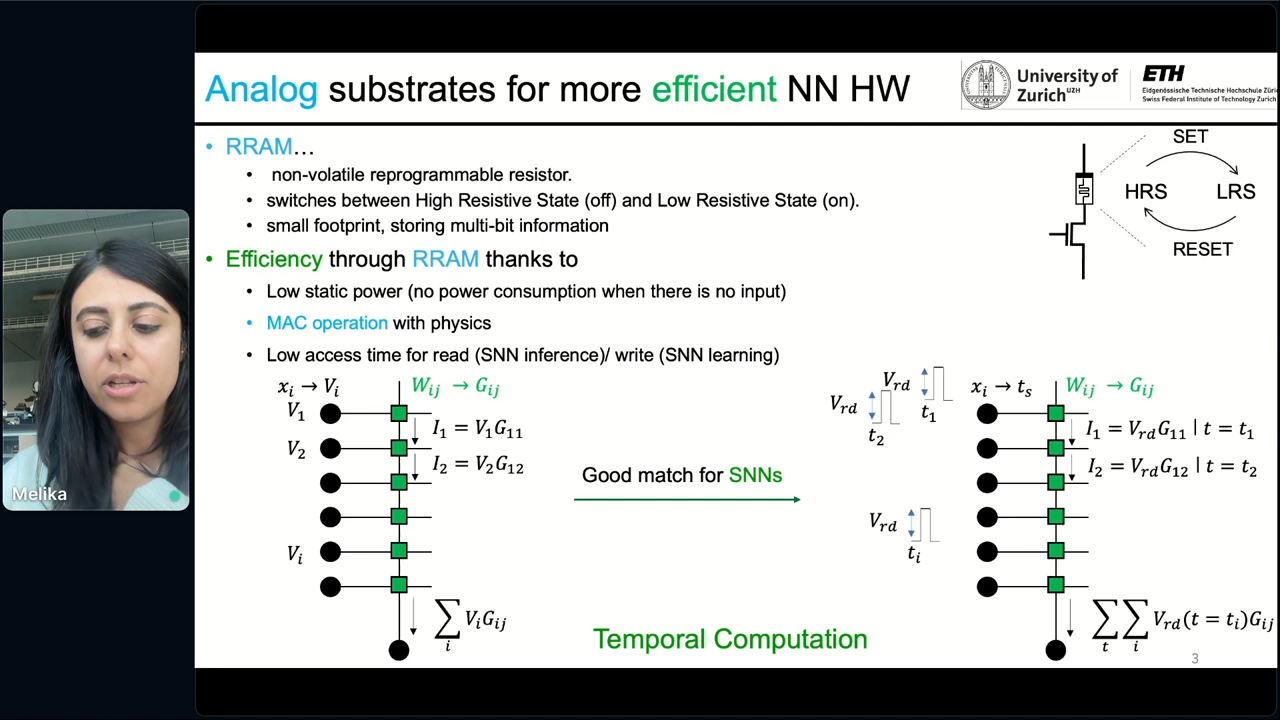 Analog substrates for more efficient NN HW
University of
Zurich UZH
ETH
Eidgenössische Technische Hochschule Züri
Swiss Federal Institute of Technology Zurich
• RRAM…
• non-volatile reprogrammable resistor.
• switches between High Resistive State (off) and Low Resistive State (on).
• small footprint, storing multi-bit information
SET
HRS
LRS
RESET
• Efficiency through RRAM thanks to
• Low static power (no power consumption when there is no input)
• MAC operation with physics
• Low access time for read (SNN inference)/ write (SNN learning)
x_i → V_i
W_ij → G_ij
V_1
I_1 = V_1G_11
V_2
I_2 = V_2G_12
V_i
∑_i V_iG_ij
Good match for SNNs
Temporal Computation
V_rd
t_1
V_rd
t_2
V_rd
t_i
x_i → t_s
W_ij → G_ij
I_1 = V_rdG_11 | t = t_1
I_2 = V_rdG_12 | t = t_2
∑_t ∑_i V_rd(t = t_i)G_ij
3
Melika